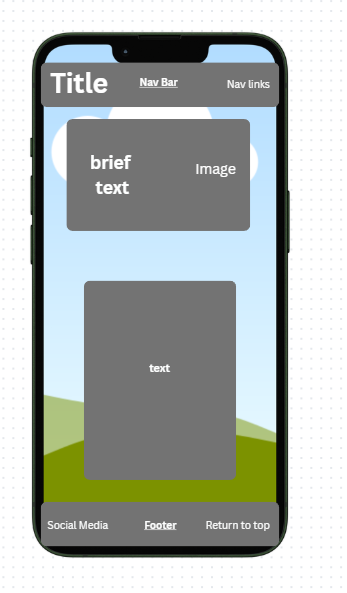 Title Nav Bar Nav links
brief
text
Image
text
Social Media Footer Return to top